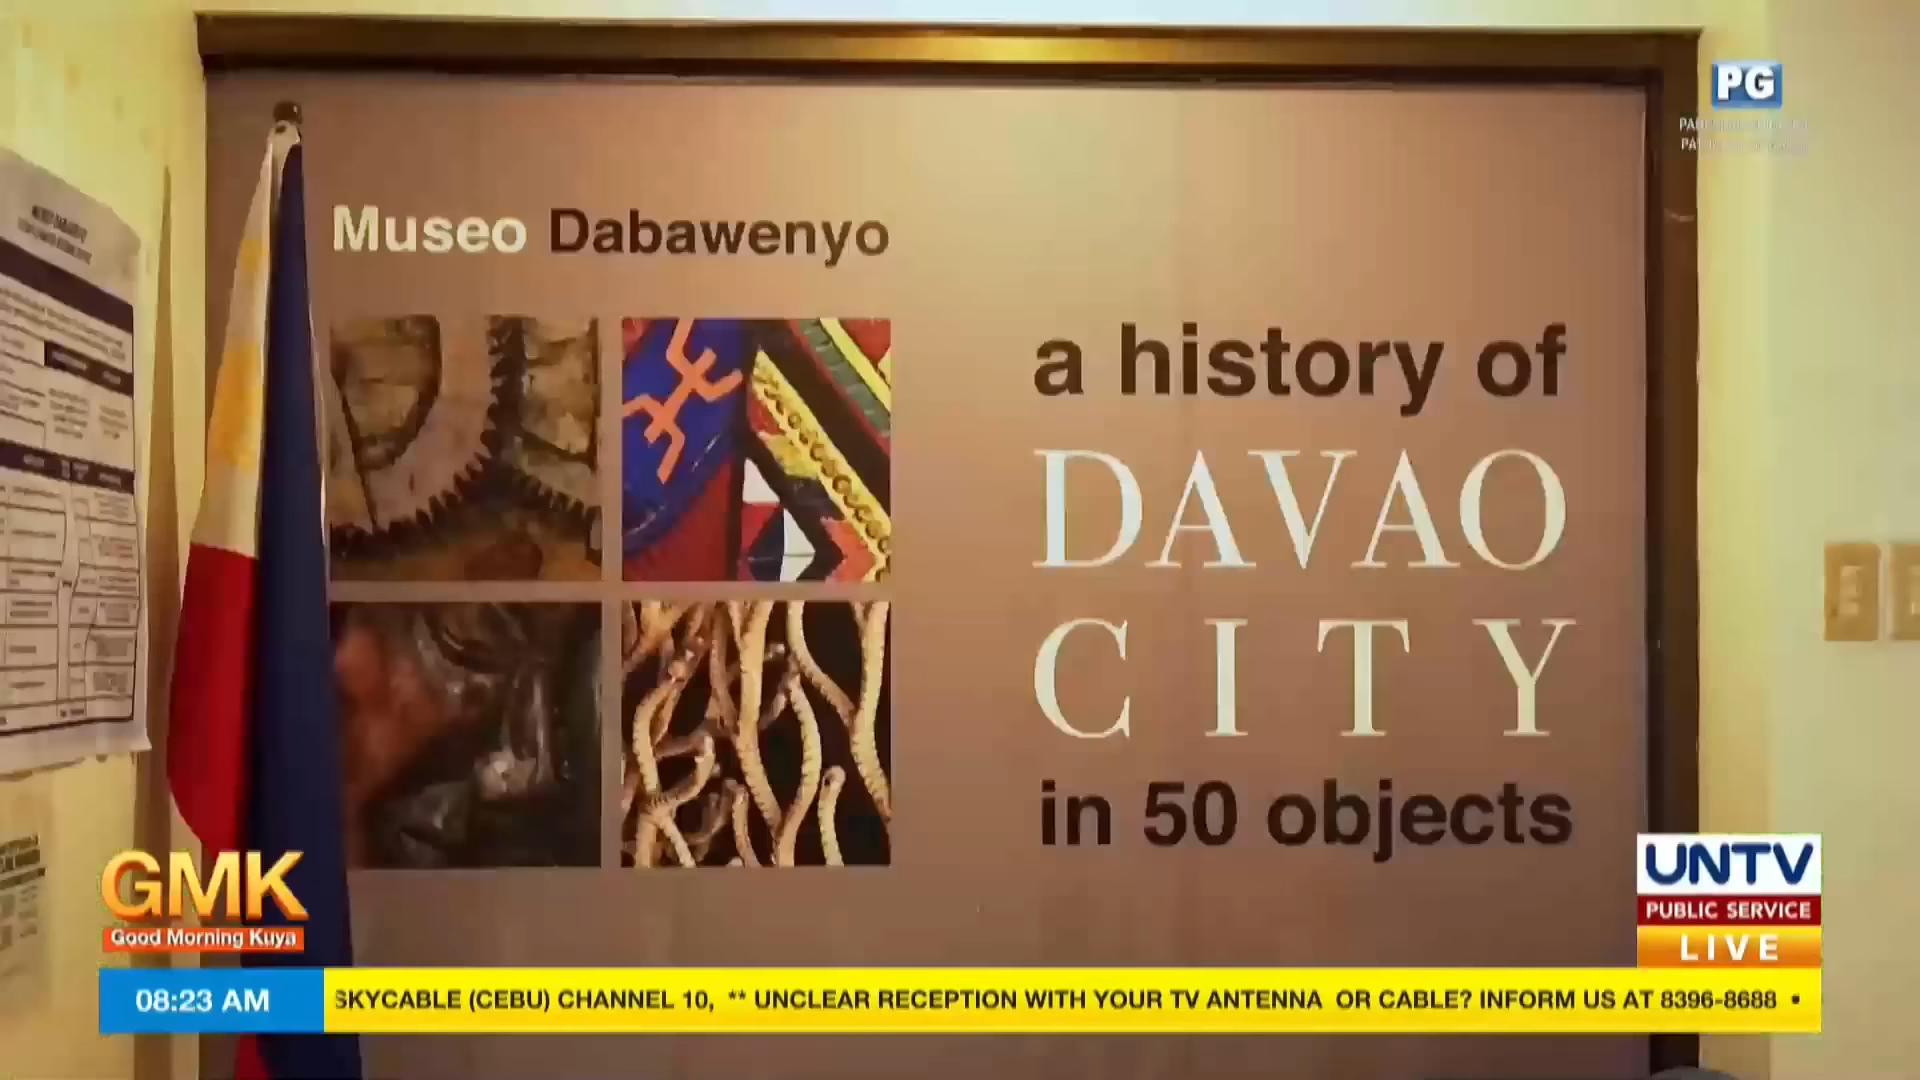 PG
Museo Dabawenyo
a history of
DAVAO
CITY
in 50 objects
GMK
Good Morning Kuya
UNTV
PUBLIC SERVICE
LIVE
08:23 AM
SKYCABLE (CEBU) CHANNEL 10, ** UNCLEAR RECEPTION WITH YOUR TV ANTENNA OR CABLE? INFORM US AT 8396-8688 •